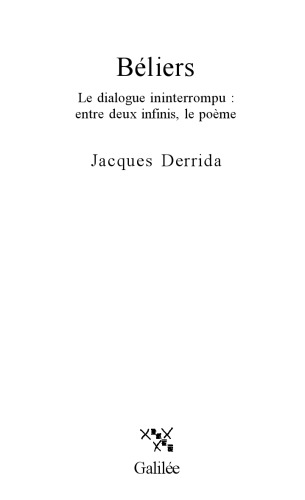 Béliers
Le dialogue ininterrompu :
entre deux infinis, le poème
Jacques Derrida
Galilée